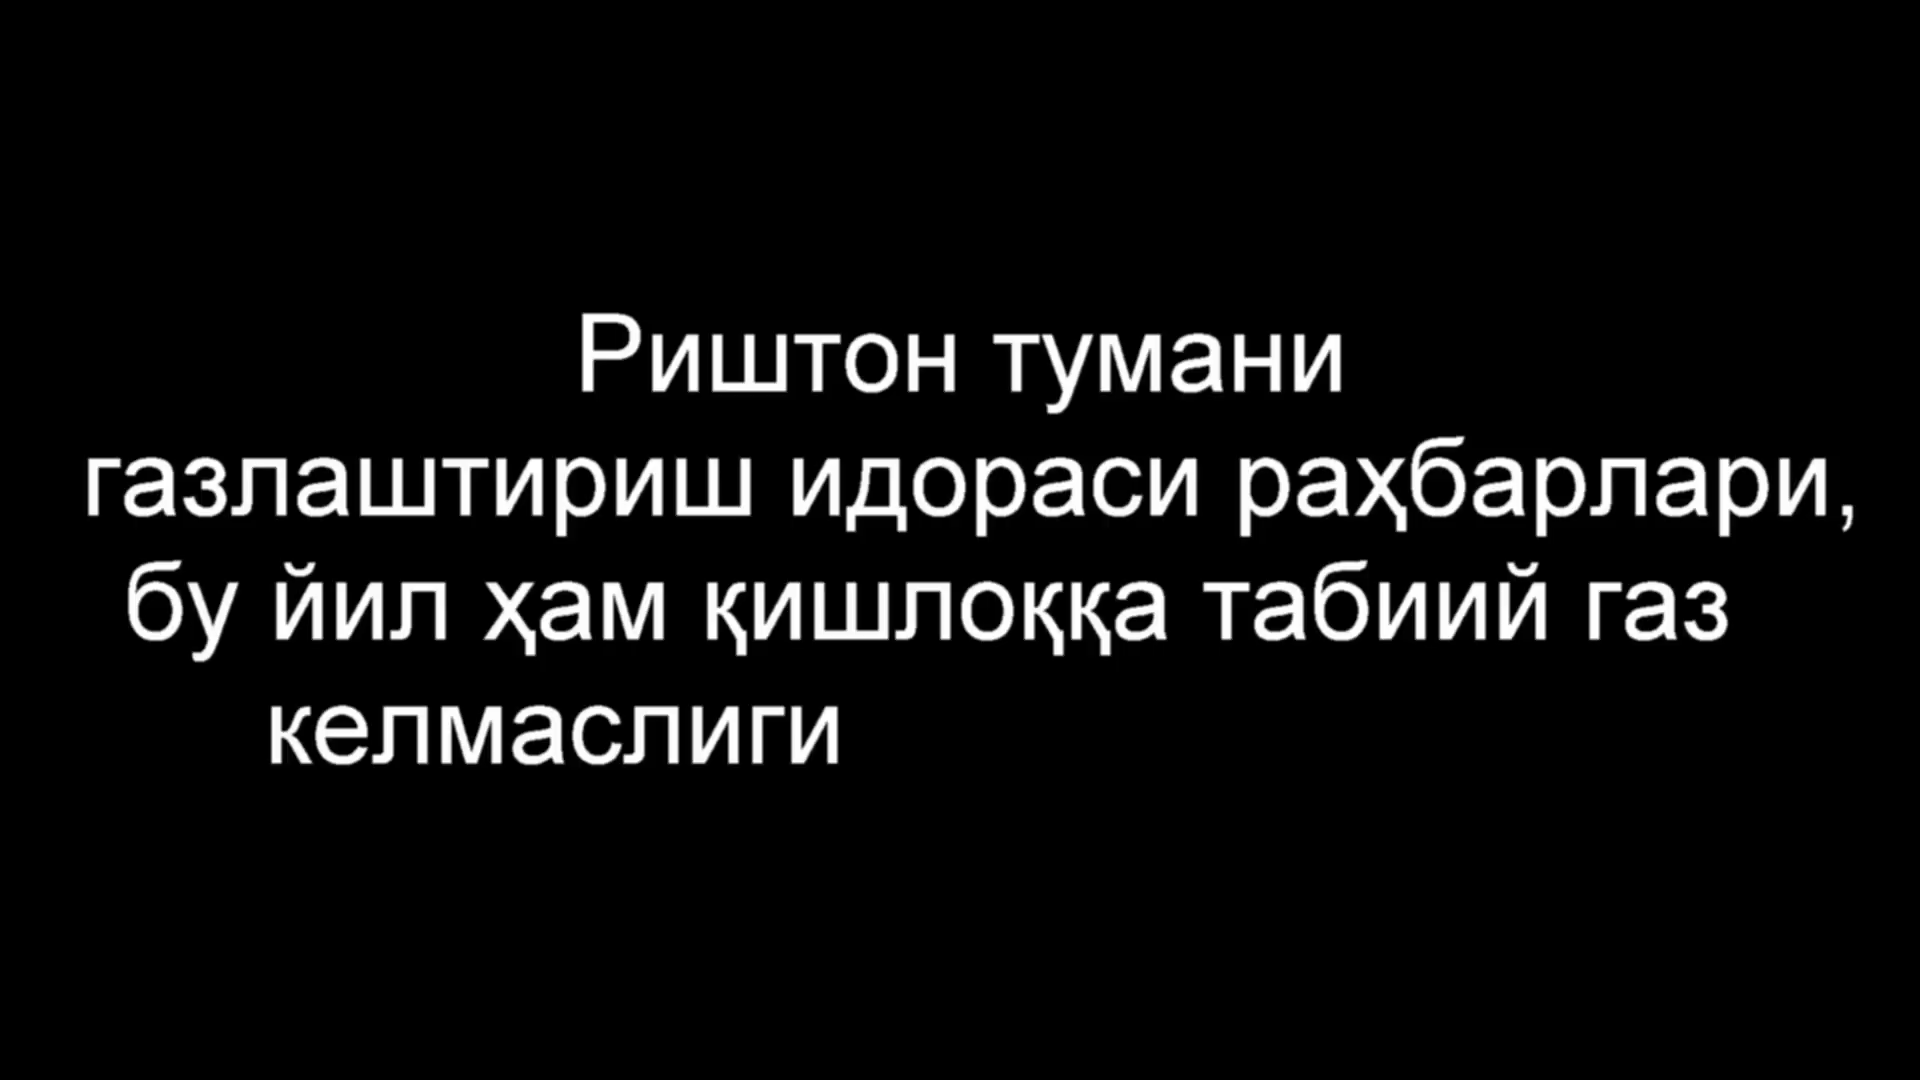 Риштон тумани
газлаштириш идораси раҳбарлари,
бу йил ҳам қишлоққа табиий газ
келмаслиги